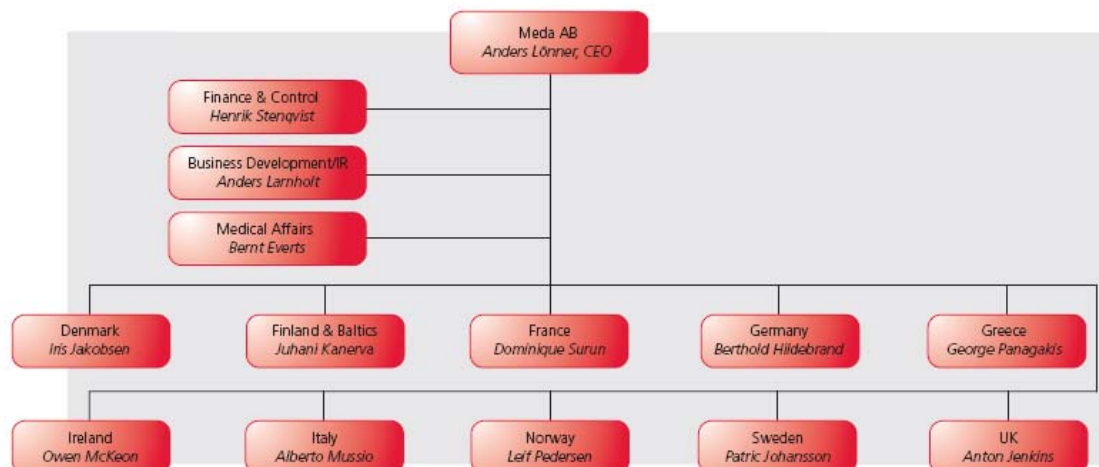 Meda AB
Anders Lönner, CEO
Finance & Control
Henrik Stenqvist
Business Development/IR
Anders Larnholt
Medical Affairs
Bernt Everts
Denmark
Iris Jakobsen
Finland & Baltics
Juhani Kanerva
France
Dominique Surun
Germany
Berthold Hildebrand
Greece
George Panagakis
Ireland
Owen McKeon
Italy
Alberto Mussio
Norway
Leif Pedersen
Sweden
Patric Johansson
UK
Anton Jenkins